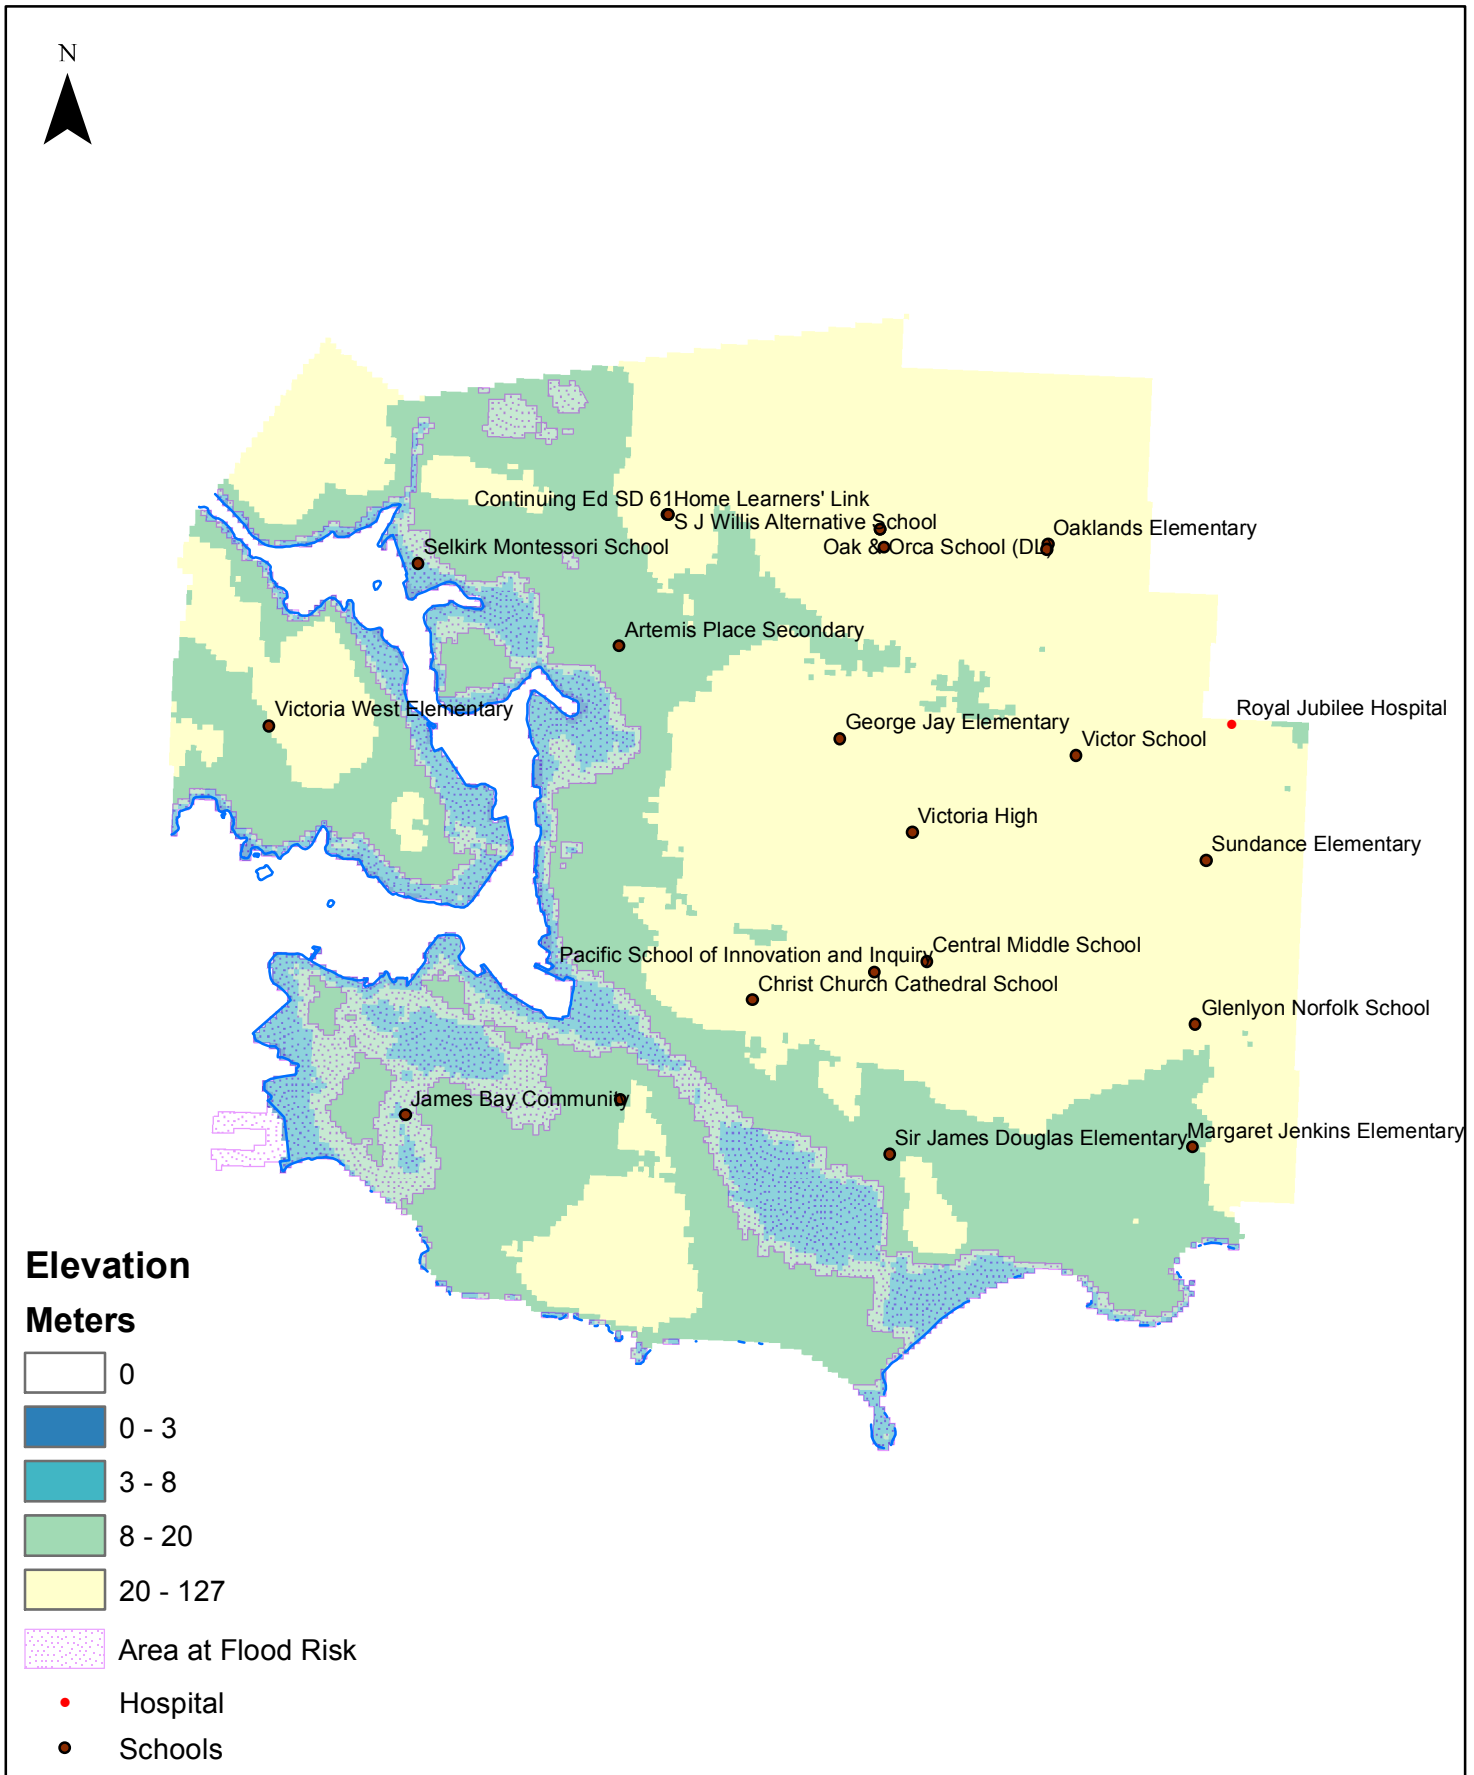 N
Continuing Ed SD 61Home Learners' Link
S J Willis Alternative School
Oaklands Elementary
Oak & Orca School (DL)
Selkirk Montessori School
Artemis Place Secondary
Victoria West Elementary
Royal Jubilee Hospital
George Jay Elementary
Victor School
Victoria High
Sundance Elementary
Central Middle School
Pacific School of Innovation and Inquiry
Christ Church Cathedral School
Glenlyon Norfolk School
James Bay Community
Sir James Douglas Elementary
Margaret Jenkins Elementary
Elevation
Meters
0
0 - 3
3 - 8
8 - 20
20 - 127
Area at Flood Risk
Hospital
Schools